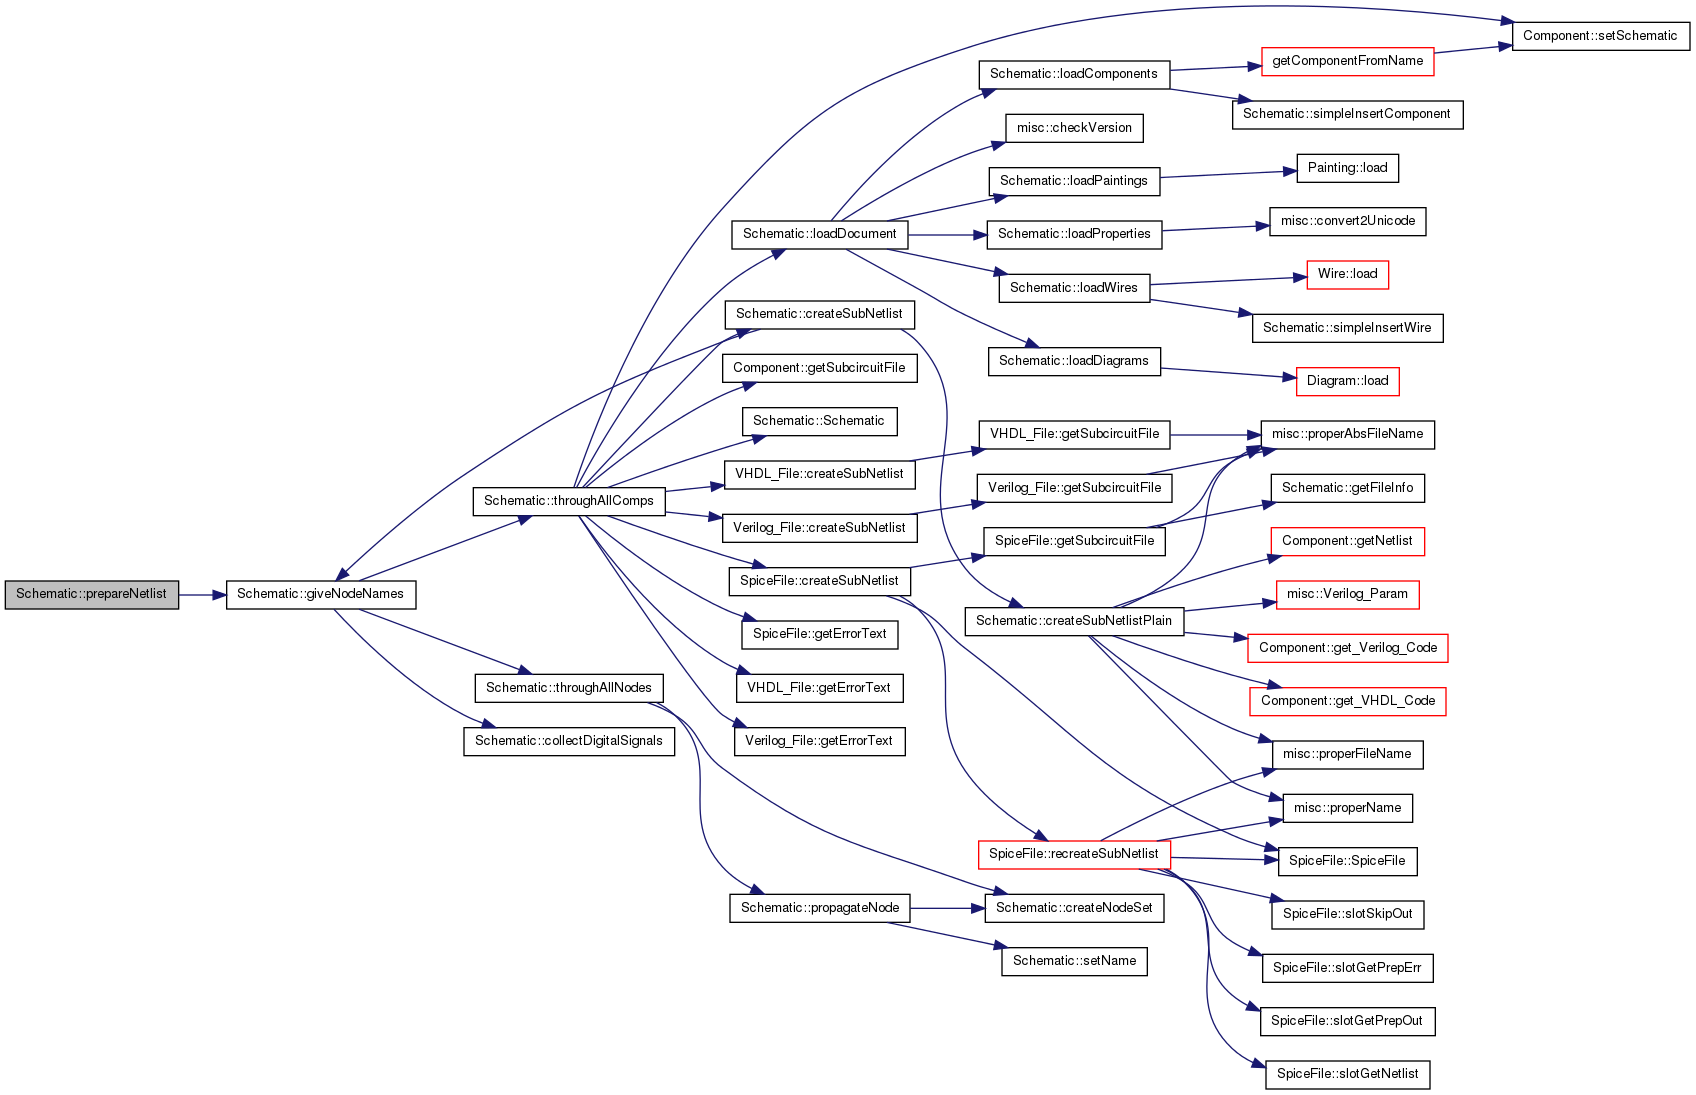 Schematic::prepareNetlist
Schematic::giveNodeNames
Schematic::throughAllComps
Schematic::throughAllNodes
Schematic::collectDigitalSignals
Schematic::loadDocument
Schematic::createSubNetlist
Component::getSubcircuitFile
Schematic::Schematic
VHDL_File::createSubNetlist
Verilog_File::createSubNetlist
SpiceFile::createSubNetlist
SpiceFile::getErrorText
VHDL_File::getErrorText
Verilog_File::getErrorText
Schematic::propagateNode
Schematic::loadComponents
misc::checkVersion
Schematic::loadPaintings
Schematic::loadProperties
Schematic::loadWires
Schematic::loadDiagrams
VHDL_File::getSubcircuitFile
Verilog_File::getSubcircuitFile
SpiceFile::getSubcircuitFile
Schematic::createSubNetlistPlain
SpiceFile::recreateSubNetlist
Schematic::createNodeSet
Schematic::setName
Component::setSchematic
getComponentFromName
Schematic::simpleInsertComponent
Painting::load
misc::convert2Unicode
Wire::load
Schematic::simpleInsertWire
Diagram::load
misc::properAbsFileName
Schematic::getFileInfo
Component::getNetlist
misc::Verilog_Param
Component::get_Verilog_Code
Component::get_VHDL_Code
misc::properFileName
misc::properName
SpiceFile::SpiceFile
SpiceFile::slotSkipOut
SpiceFile::slotGetPrepErr
SpiceFile::slotGetPrepOut
SpiceFile::slotGetNetlist